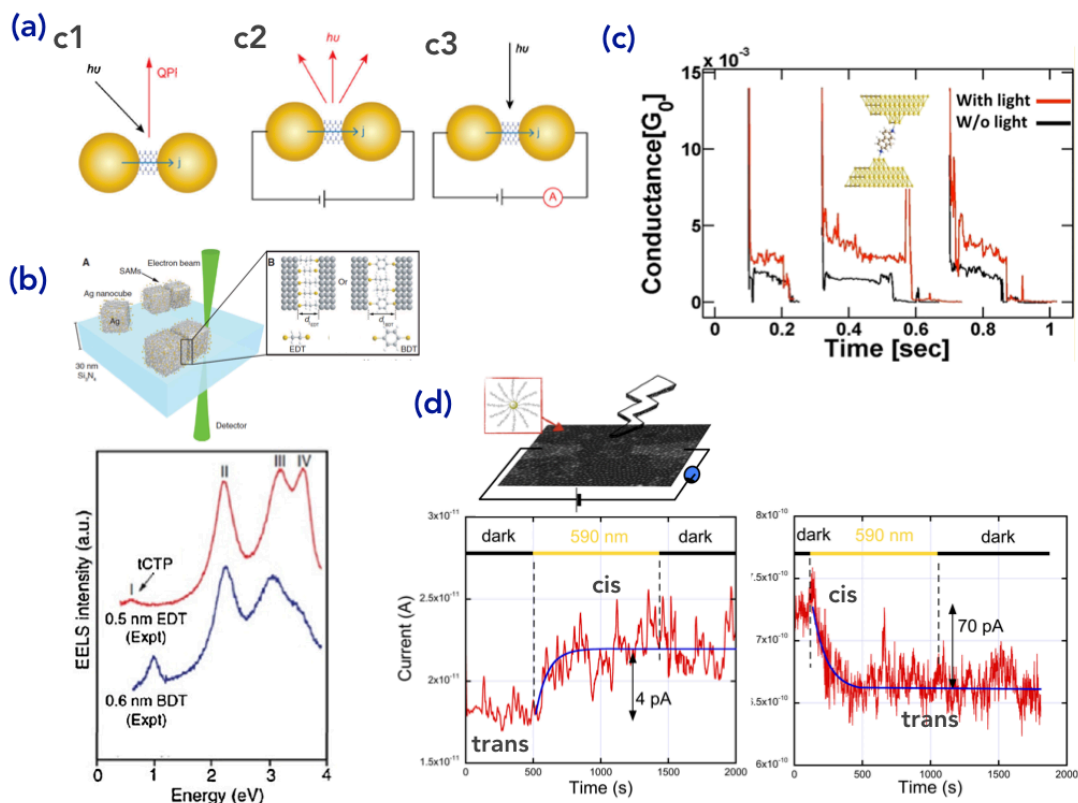 (a)
c1
c2
c3
hυ
QPl
j
hυ
j
hυ
j
A
(c)
x 10⁻³
15
10
5
0
Conductance[G₀]
With light
W/o light
0
0.2
0.4
0.6
0.8
1
Time [sec]
(b)
A
SAMs
Electron beam
Ag nanocube
Ag
30 nm
Si₃N₄
Detector
B
Or
EDT
BDT
EELS intensity (a.u.)
I
II
III
IV
tCTP
0.5 nm EDT
(Expt)
0.6 nm BDT
(Expt)
0
1
2
3
4
Energy (eV)
(d)
3x10⁻¹¹
2.5x10⁻¹¹
2x10⁻¹¹
1.5x10⁻¹¹
Current (A)
dark
590 nm
dark
cis
4 pA
trans
0
500
1000
1500
2000
Time (s)
8x10⁻¹⁰
7.5x10⁻¹⁰
7x10⁻¹⁰
6.5x10⁻¹⁰
6x10⁻¹⁰
dark
590 nm
dark
cis
70 pA
trans
0
500
1000
1500
2000
Time (s)